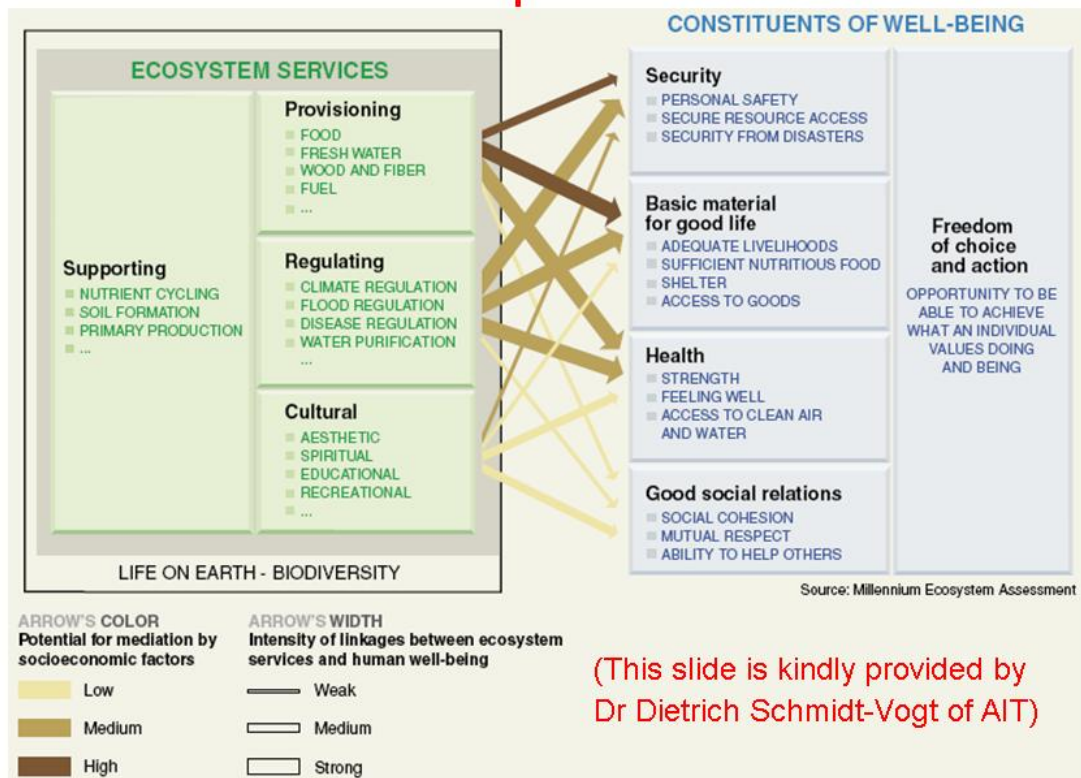 CONSTITUENTS OF WELL-BEING
ECOSYSTEM SERVICES
Supporting
NUTRIENT CYCLING
SOIL FORMATION
PRIMARY PRODUCTION
...
Provisioning
FOOD
FRESH WATER
WOOD AND FIBER
FUEL
...
Regulating
CLIMATE REGULATION
FLOOD REGULATION
DISEASE REGULATION
WATER PURIFICATION
...
Cultural
AESTHETIC
SPIRITUAL
EDUCATIONAL
RECREATIONAL
...
LIFE ON EARTH - BIODIVERSITY
Security
PERSONAL SAFETY
SECURE RESOURCE ACCESS
SECURITY FROM DISASTERS
Basic material
for good life
ADEQUATE LIVELIHOODS
SUFFICIENT NUTRITIOUS FOOD
SHELTER
ACCESS TO GOODS
Health
STRENGTH
FEELING WELL
ACCESS TO CLEAN AIR
AND WATER
Good social relations
SOCIAL COHESION
MUTUAL RESPECT
ABILITY TO HELP OTHERS
Freedom
of choice
and action
OPPORTUNITY TO BE
ABLE TO ACHIEVE
WHAT AN INDIVIDUAL
VALUES DOING
AND BEING
Source: Millennium Ecosystem Assessment
ARROW'S COLOR
Potential for mediation by
socioeconomic factors
Low
Medium
High
ARROW'S WIDTH
Intensity of linkages between ecosystem
services and human well-being
Weak
Medium
Strong
(This slide is kindly provided by
Dr Dietrich Schmidt-Vogt of AIT)